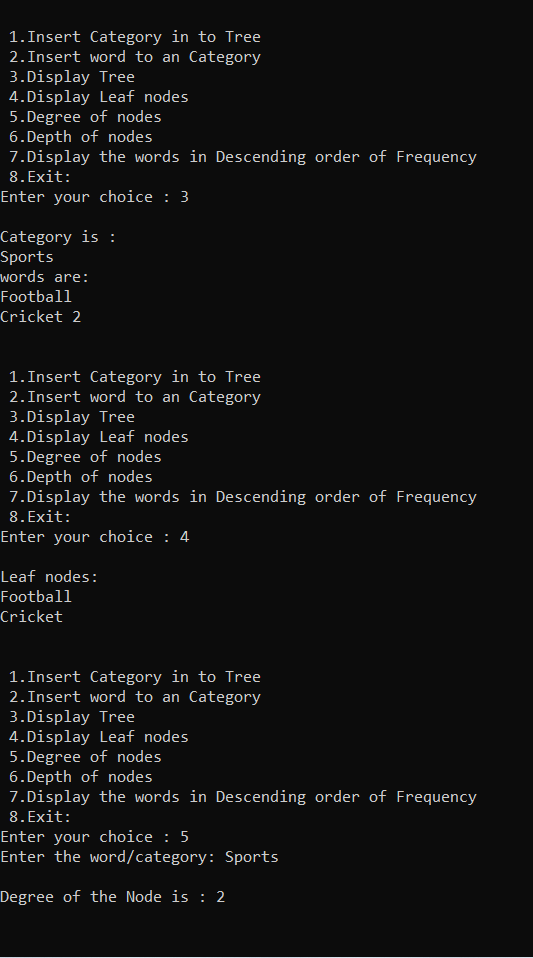 1.Insert Category in to Tree
2.Insert word to an Category
3.Display Tree
4.Display Leaf nodes
5.Degree of nodes
6.Depth of nodes
7.Display the words in Descending order of Frequency
8.Exit:
Enter your choice : 3
Category is :
Sports
words are:
Football
Cricket 2
1.Insert Category in to Tree
2.Insert word to an Category
3.Display Tree
4.Display Leaf nodes
5.Degree of nodes
6.Depth of nodes
7.Display the words in Descending order of Frequency
8.Exit:
Enter your choice : 4
Leaf nodes:
Football
Cricket
1.Insert Category in to Tree
2.Insert word to an Category
3.Display Tree
4.Display Leaf nodes
5.Degree of nodes
6.Depth of nodes
7.Display the words in Descending order of Frequency
8.Exit:
Enter your choice : 5
Enter the word/category: Sports
Degree of the Node is : 2